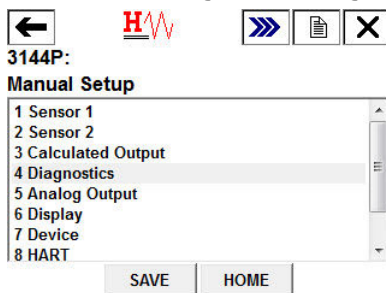 H
3144P:
Manual Setup
1 Sensor 1
2 Sensor 2
3 Calculated Output
4 Diagnostics
5 Analog Output
6 Display
7 Device
8 HART
SAVE HOME